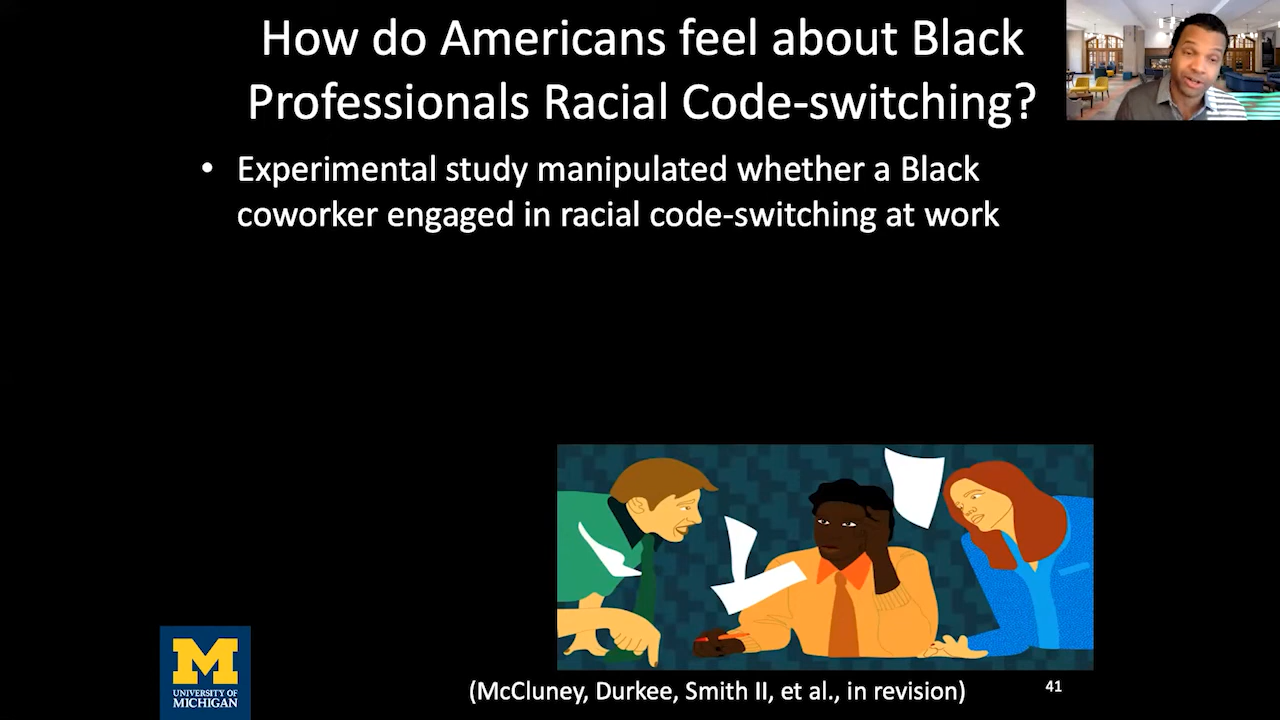 How do Americans feel about Black
Professionals Racial Code-switching?
• Experimental study manipulated whether a Black
coworker engaged in racial code-switching at work
M
UNIVERSITY OF
MICHIGAN
(McCluney, Durkee, Smith II, et al., in revision)
41